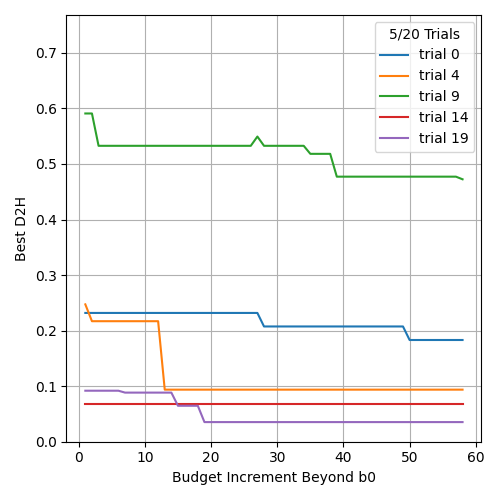 5/20 Trials
trial 0
trial 4
trial 9
trial 14
trial 19
0.7
0.6
0.5
0.4
0.3
0.2
0.1
0.0
Best D2H
0 10 20 30 40 50 60
Budget Increment Beyond b0